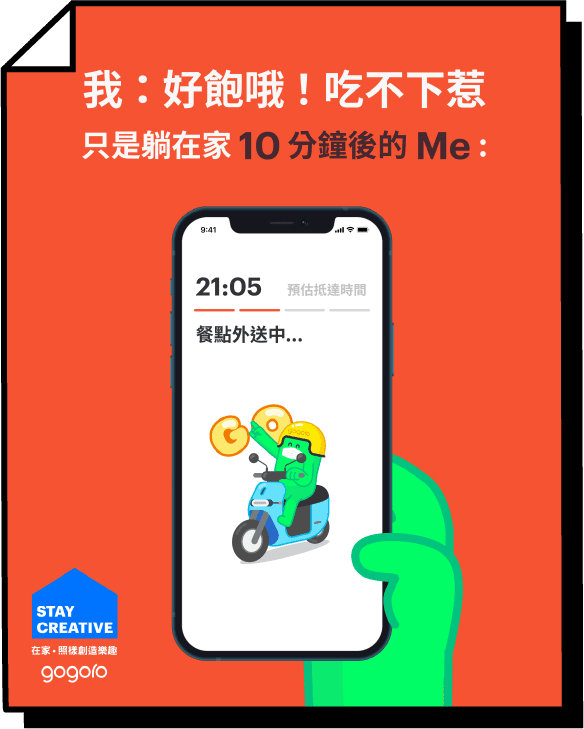 我：好飽哦！吃不下惹
只是躺在家 10 分鐘後的 Me：
9:41
21:05 預估抵達時間
餐點外送中...
GO
gogoro
STAY
CREATIVE
在家・照樣創造樂趣
gogoro